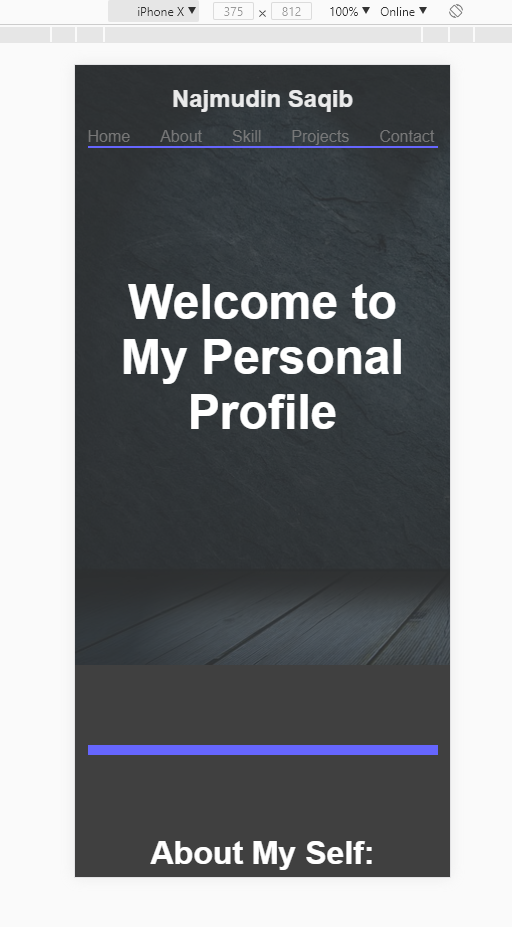 iPhone X ▼ 375 × 812 100% ▼ Online ▼
Najmudin Saqib
Home About Skill Projects Contact
Welcome to
My Personal
Profile
About My Self: